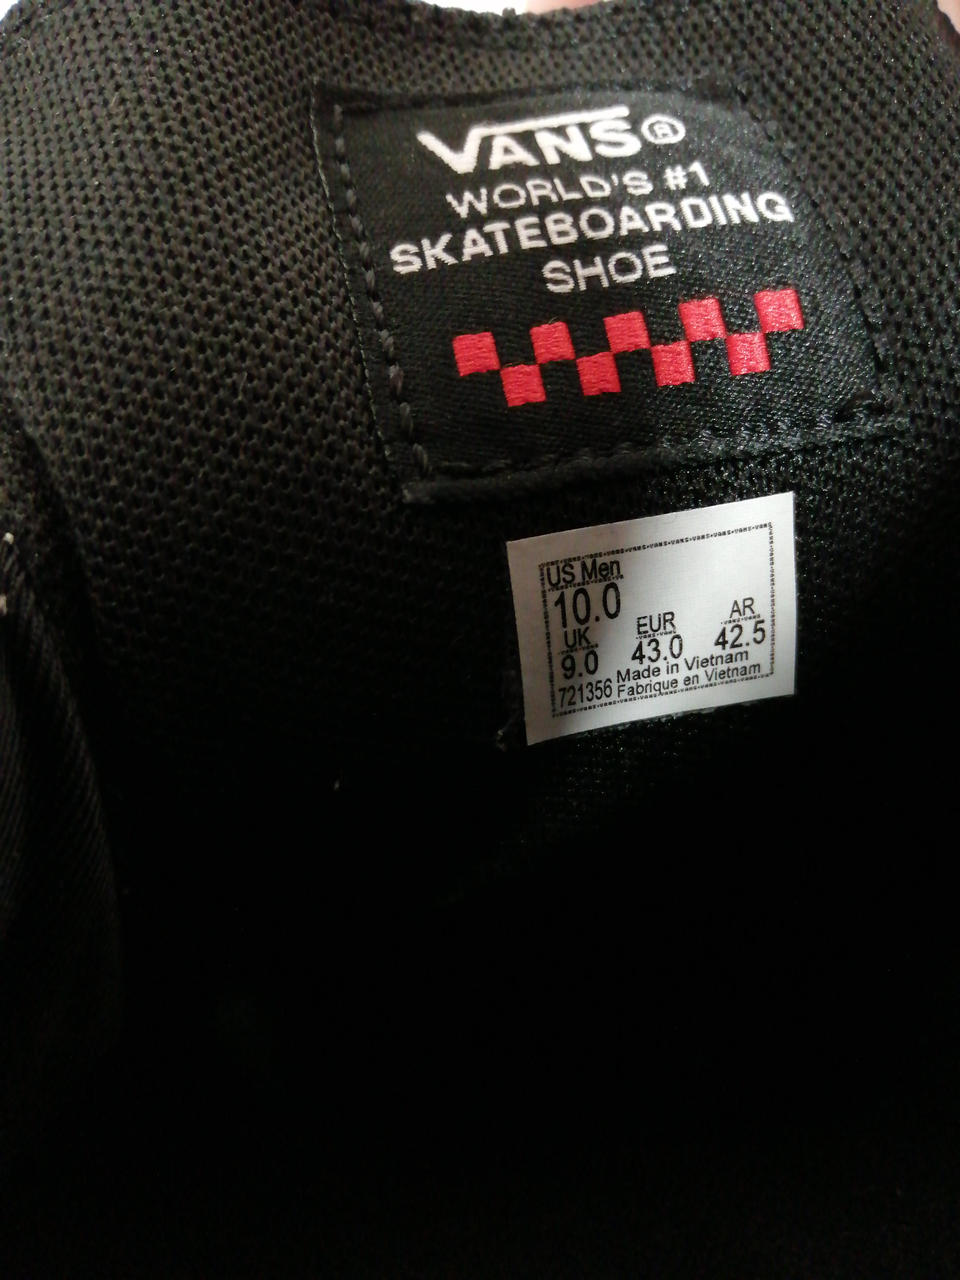 VANS®
WORLD'S #1
SKATEBOARDING
SHOE
US Men
10.0
UK EUR AR
9.0 43.0 42.5
Made in Vietnam
721356 Fabrique en Vietnam